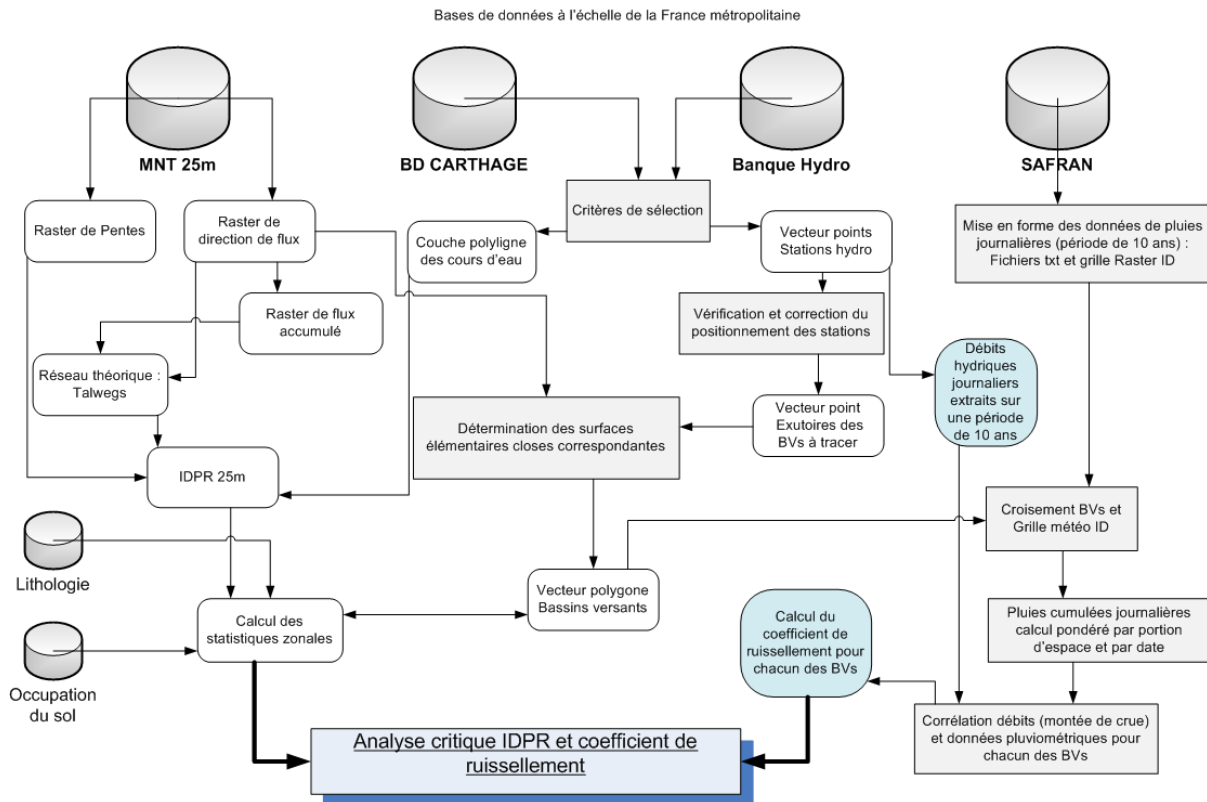 Bases de données à l'échelle de la France métropolitaine
MNT 25m
BD CARTHAGE
Banque Hydro
SAFRAN
Raster de Pentes
Raster de
direction de flux
Couche polyligne
des cours d'eau
Critères de sélection
Vecteur points
Stations hydro
Mise en forme des données de pluies
journalières (période de 10 ans) :
Fichiers txt et grille Raster ID
Raster de flux
accumulé
Vérification et correction du
positionnement des stations
Réseau théorique :
Talwegs
Débits
hydriques
journaliers
extraits sur
une période
de 10 ans
Détermination des surfaces
élémentaires closes correspondantes
Vecteur point
Exutoires des
BVs à tracer
IDPR 25m
Croisement BVs et
Grille météo ID
Lithologie
Calcul des
statistiques zonales
Vecteur polygone
Bassins versants
Calcul du
coefficient de
ruissellement pour
chacun des BVs
Pluies cumulées journalières
calcul pondéré par portion
d'espace et par date
Occupation
du sol
Corrélation débits (montée de crue)
et données pluviométriques pour
chacun des BVs
Analyse critique IDPR et coefficient de
ruissellement